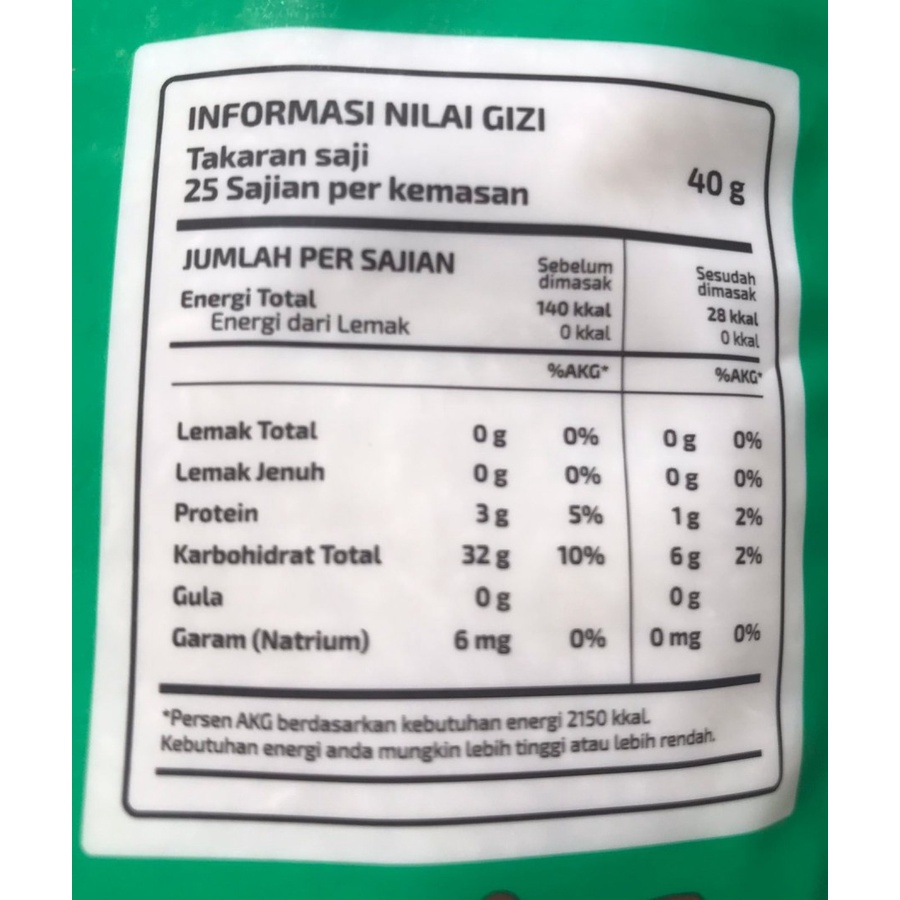 INFORMASI NILAI GIZI
Takaran saji
25 Sajian per kemasan 40 g
JUMLAH PER SAJIAN Sebelum dimasak Sesudah dimasak
Energi Total 140 kkal 28 kkal
Energi dari Lemak 0 kkal 0 kkal
%AKG* %AKG*
Lemak Total 0 g 0% 0 g 0%
Lemak Jenuh 0 g 0% 0 g 0%
Protein 3 g 5% 1 g 2%
Karbohidrat Total 32 g 10% 6 g 2%
Gula 0 g 0 g
Garam (Natrium) 6 mg 0% 0 mg 0%
*Persen AKG berdasarkan kebutuhan energi 2150 kkal.
Kebutuhan energi anda mungkin lebih tinggi atau lebih rendah.